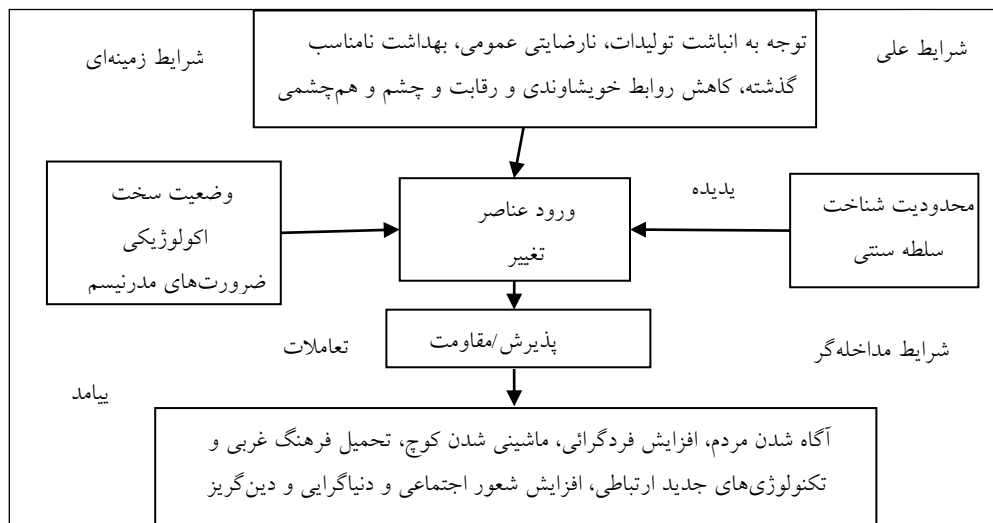 شرایط علی
توجه به انباشت تولیدات، نارضایتی عمومی، بهداشت نامناسب
گذشته، کاهش روابط خویشاوندی و رقابت و چشم و هم‌چشمی
شرایط زمینه‌ای
محدودیت شناخت
سلطه سنتی
پدیده
ورود عناصر
تغییر
وضعیت سخت
اکولوژیکی
ضرورت‌های مدرنیسم
شرایط مداخله‌گر
پذیرش/مقاومت
تعاملات
پیامد
آگاه شدن مردم، افزایش فردگرائی، ماشینی شدن کوچ، تحمیل فرهنگ غربی و
تکنولوژی‌های جدید ارتباطی، افزایش شعور اجتماعی و دنیاگرایی و دین‌گریز